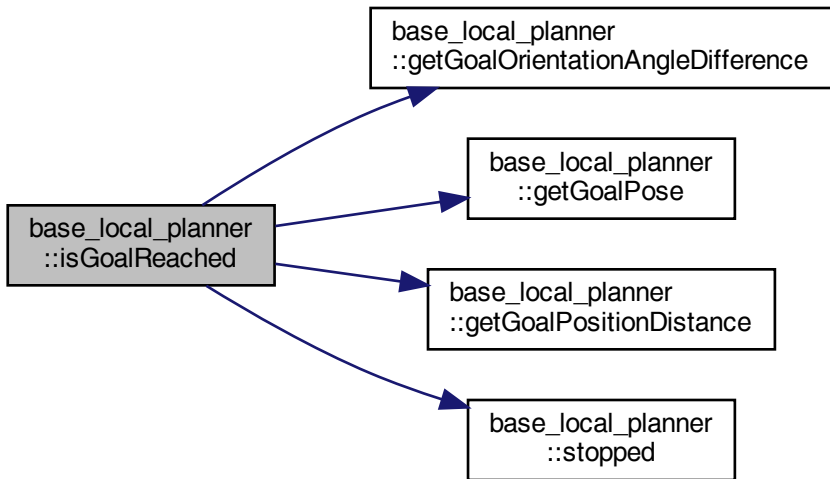 base_local_planner
::getGoalOrientationAngleDifference
base_local_planner
::getGoalPose
base_local_planner
::isGoalReached
base_local_planner
::getGoalPositionDistance
base_local_planner
::stopped